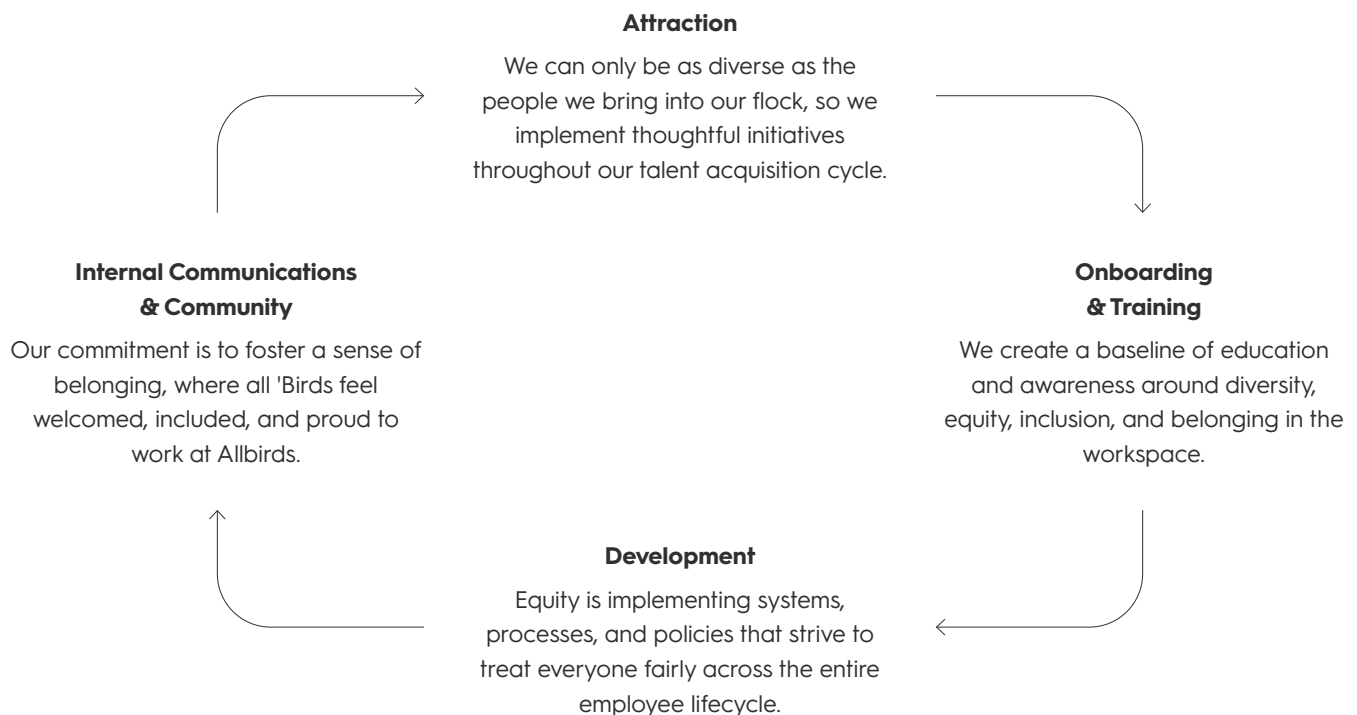 Attraction
We can only be as diverse as the
people we bring into our flock, so we
implement thoughtful initiatives
throughout our talent acquisition cycle.
Onboarding
& Training
We create a baseline of education
and awareness around diversity,
equity, inclusion, and belonging in the
workspace.
Development
Equity is implementing systems,
processes, and policies that strive to
treat everyone fairly across the entire
employee lifecycle.
Internal Communications
& Community
Our commitment is to foster a sense of
belonging, where all 'Birds feel
welcomed, included, and proud to
work at Allbirds.